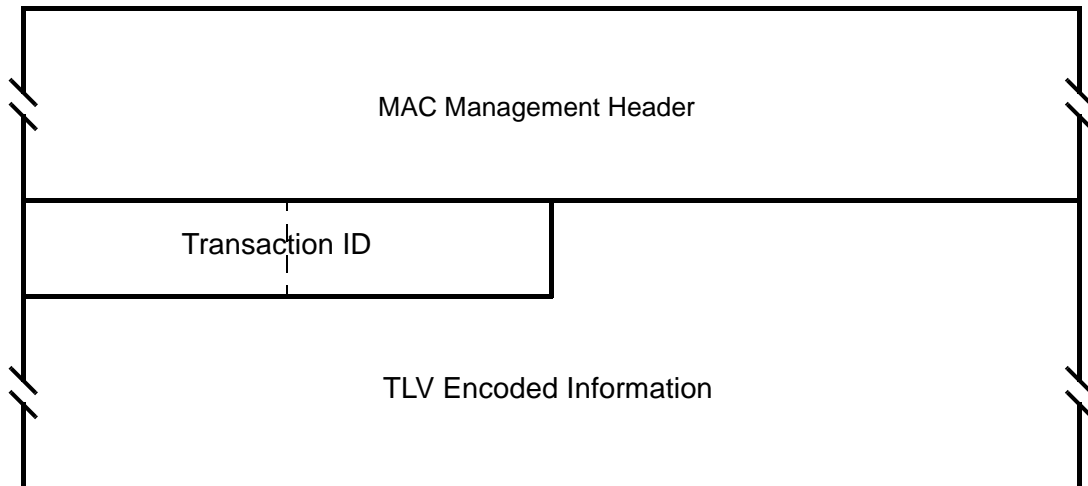 MAC Management Header
Transaction ID
TLV Encoded Information